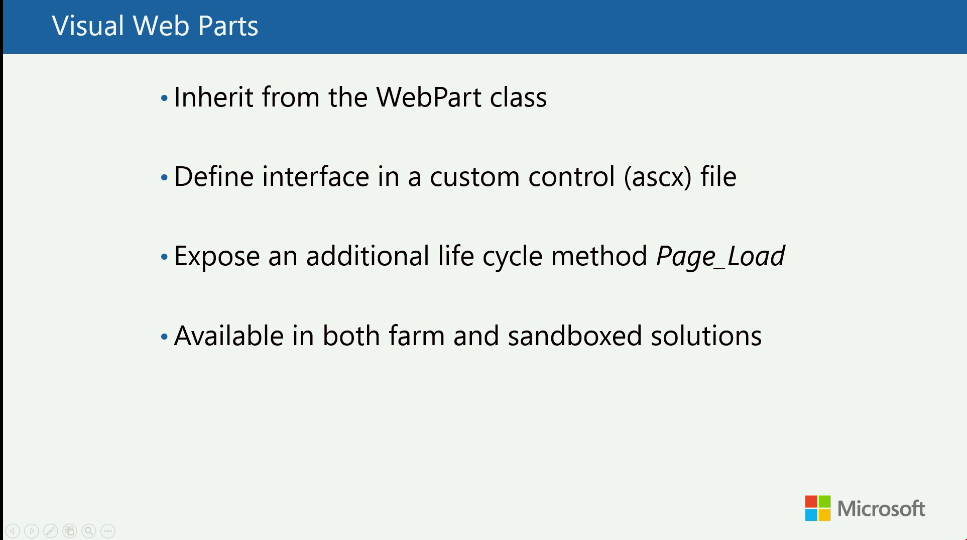 Visual Web Parts
• Inherit from the WebPart class
• Define interface in a custom control (ascx) file
• Expose an additional life cycle method Page_Load
• Available in both farm and sandboxed solutions
Microsoft